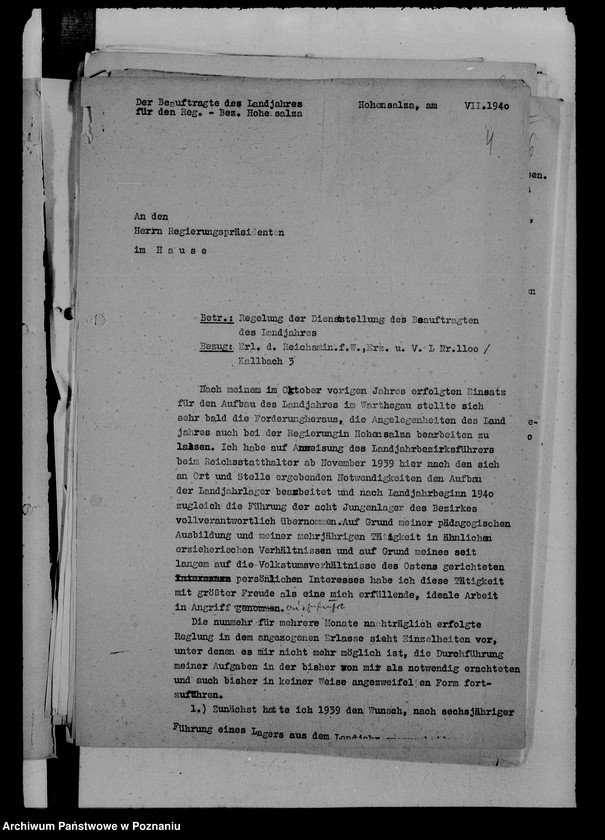 Der Beauftragte des Landjahres
für den Reg. - Bez. Hohensalza
Hohensalza, am VII.1940
4
An den
Herrn Regierungspräsidenten
im H a u s e
Betr.: Regelung der Dienststellung des Beauftragten
des Landjahres
Bezug: Erl. d. Reichsmin.f.W.,Erz. u. V. L Nr.1100 /
Kallbach 3
Nach meinem im Oktober vorigen Jahres erfolgten Einsatz
für den Aufbau des Landjahres im Warthegau stellte sich
sehr bald die Forderungheraus, die Angelegenheiten des Land
jahres auch bei der Regierungin Hohensalza bearbeiten zu
lassen. Ich habe auf Anweisung des Landjahrbezirksführers
beim Reichsstatthalter ab November 1939 hier nach den sich
an Ort und Stelle ergebenden Notwendigkeiten den Aufbau
der Landjahrlager bearbeitet und nach Landjahrbeginn 1940
zugleich die Führung der acht Jungenlager des Bezirkes
vollverantwortlich übernommen.Auf Grund meiner pädagogischen
Ausbildung und meiner mehrjährigen Tätigkeit in ähnlichen
erzieherischen Verhältnissen und auf Grund meines seit
langem auf die Volkstumsverhältnisse des Ostens gerichteten
persönlichen Interesses habe ich diese Tätigkeit
mit größter Freude als eine mich erfüllende, ideale Arbeit
in Angriff genommen.
Die nunmehr für mehrere Monate nachträglich erfolgte
Reglung in dem angezogenen Erlasse sieht Einzelheiten vor,
unter denen es mir nicht mehr möglich ist, die Durchführung
meiner Aufgaben in der bisher von mir als notwendig erachteten
und auch bisher in keiner Weise angezweifelten Form fort-
zuführen.
1.) Zunächst hatte ich 1939 den Wunsch, nach sechsjähriger
Führung eines Lagers aus dem
Archiwum Państwowe w Poznaniu